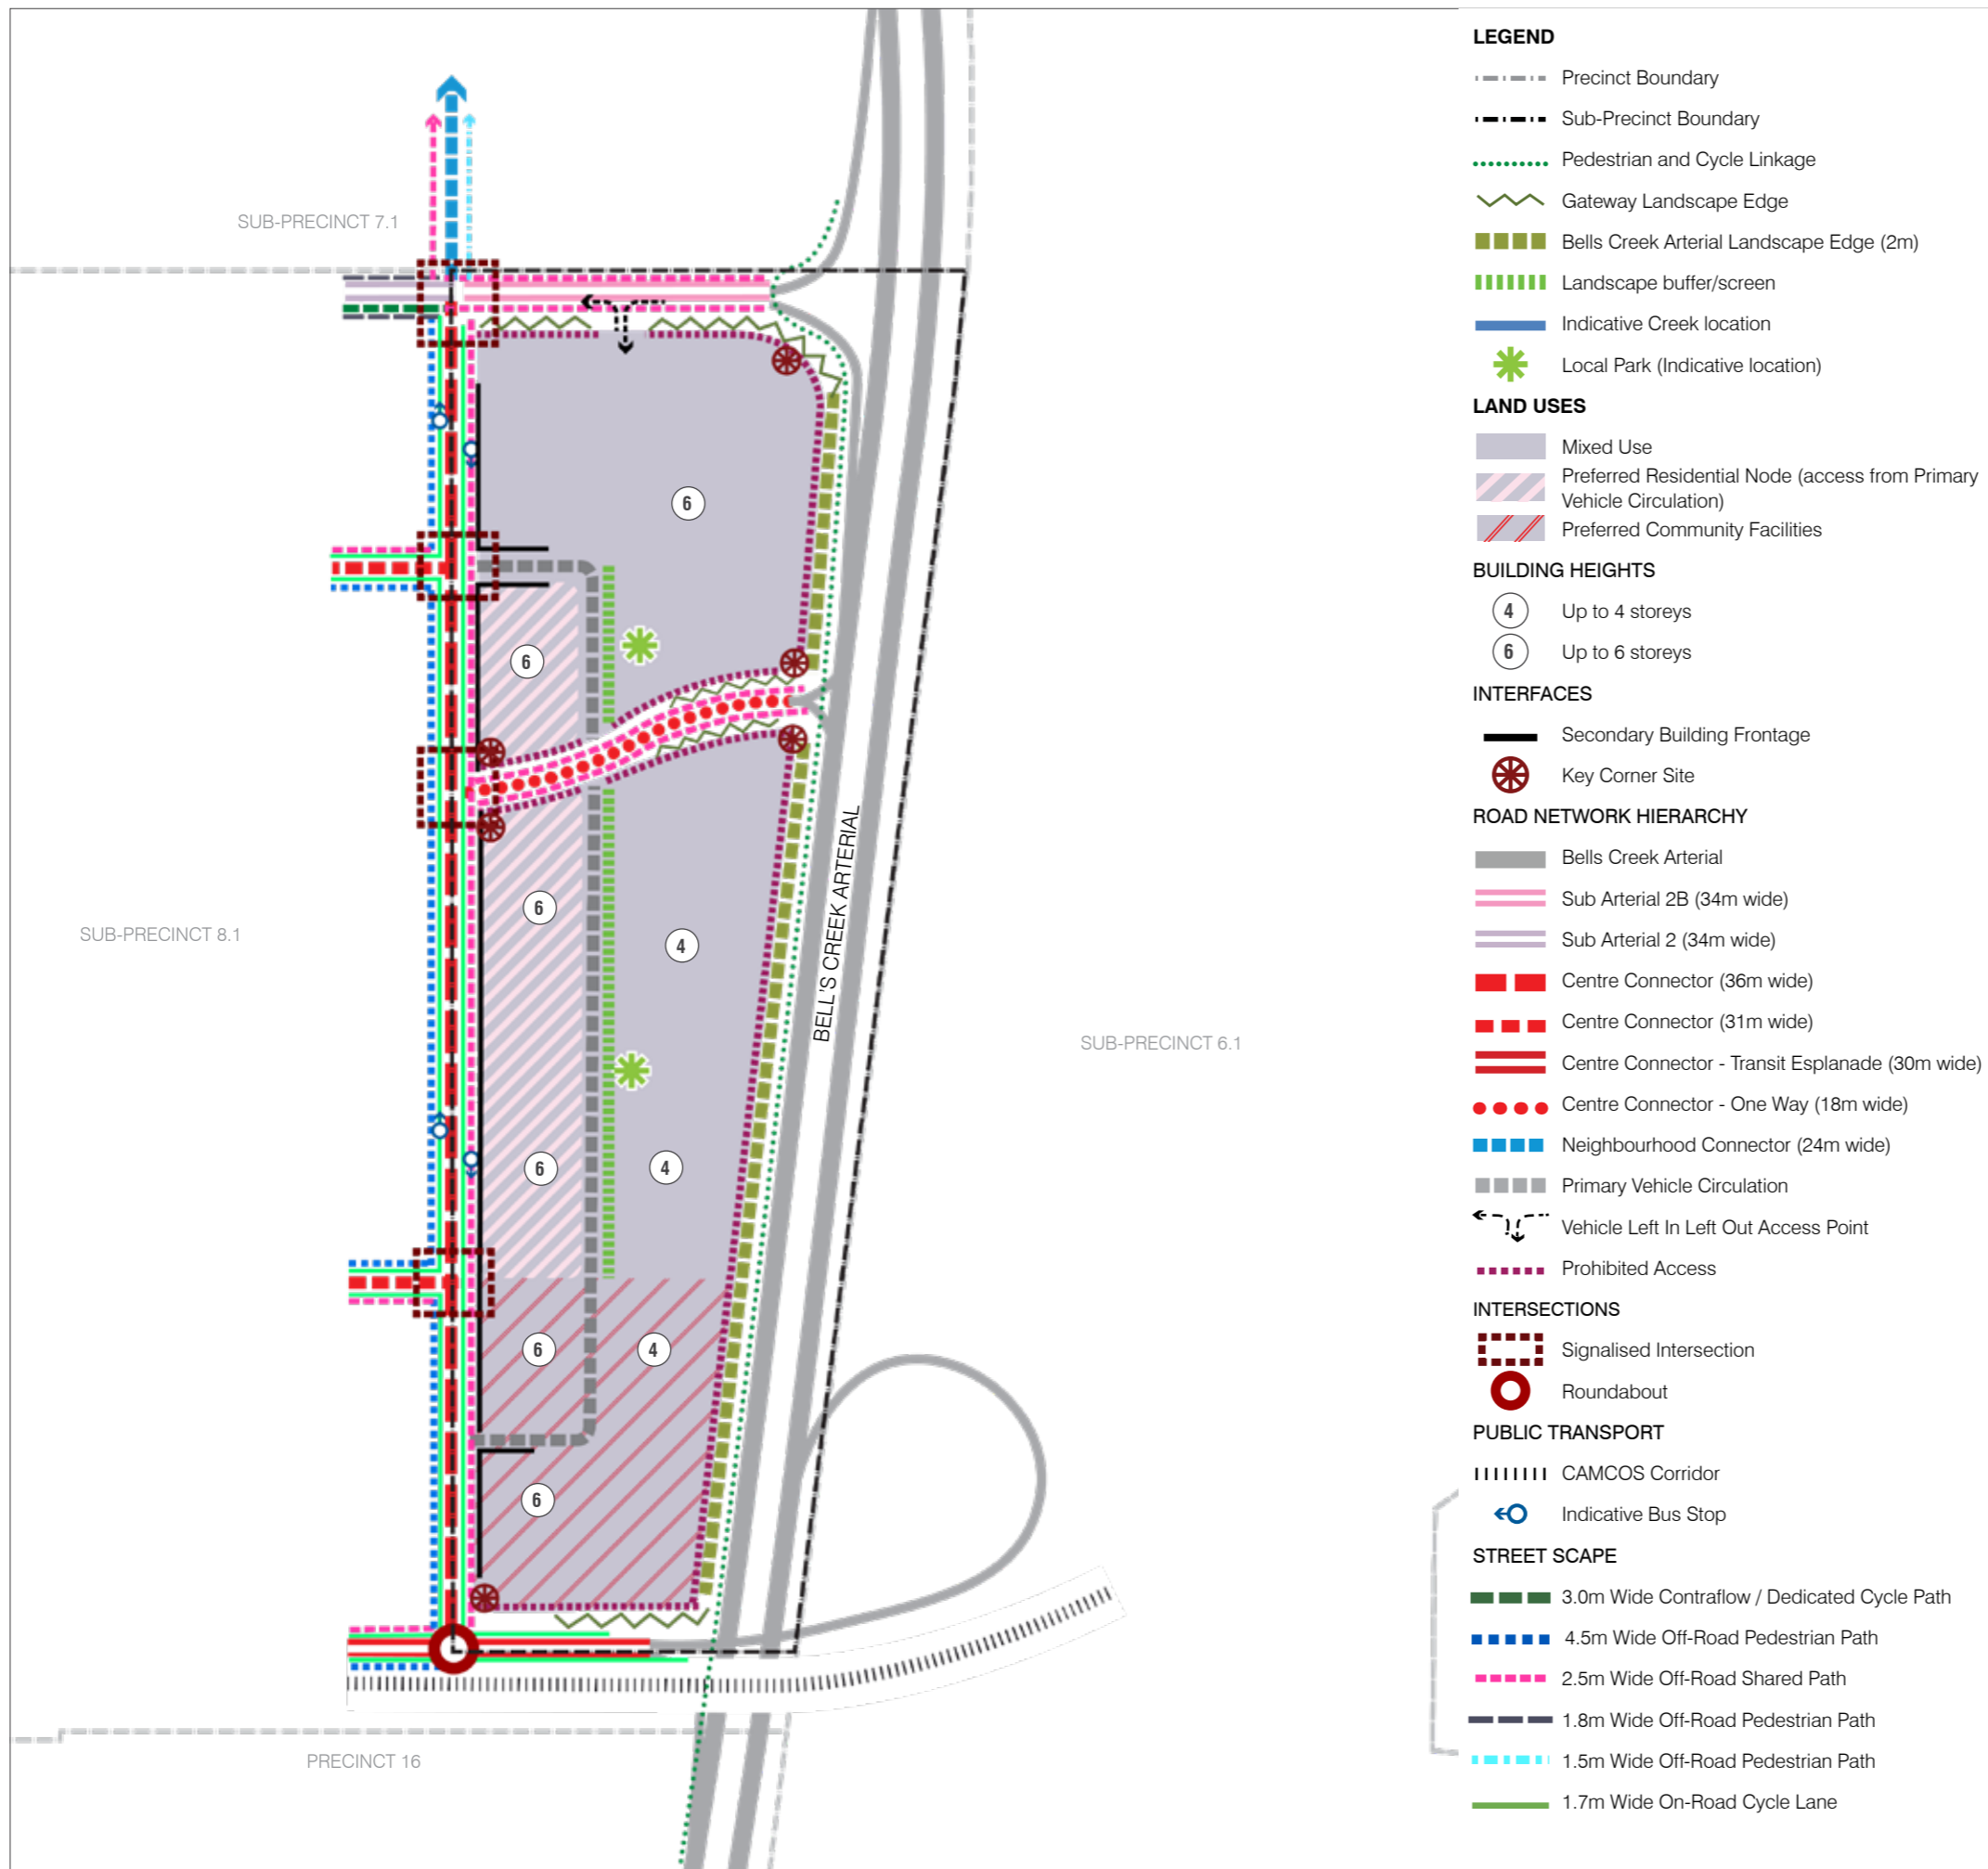 SUB-PRECINCT 7.1
6
6
6
4
SUB-PRECINCT 8.1
BELL'S CREEK ARTERIAL
SUB-PRECINCT 6.1
6
4
6
4
6
PRECINCT 16
LEGEND
Precinct Boundary
Sub-Precinct Boundary
Pedestrian and Cycle Linkage
Gateway Landscape Edge
Bells Creek Arterial Landscape Edge (2m)
Landscape buffer/screen
Indicative Creek location
Local Park (Indicative location)
LAND USES
Mixed Use
Preferred Residential Node (access from Primary
Vehicle Circulation)
Preferred Community Facilities
BUILDING HEIGHTS
4 Up to 4 storeys
6 Up to 6 storeys
INTERFACES
Secondary Building Frontage
Key Corner Site
ROAD NETWORK HIERARCHY
Bells Creek Arterial
Sub Arterial 2B (34m wide)
Sub Arterial 2 (34m wide)
Centre Connector (36m wide)
Centre Connector (31m wide)
Centre Connector - Transit Esplanade (30m wide)
Centre Connector - One Way (18m wide)
Neighbourhood Connector (24m wide)
Primary Vehicle Circulation
Vehicle Left In Left Out Access Point
Prohibited Access
INTERSECTIONS
Signalised Intersection
Roundabout
PUBLIC TRANSPORT
CAMCOS Corridor
Indicative Bus Stop
STREET SCAPE
3.0m Wide Contraflow / Dedicated Cycle Path
4.5m Wide Off-Road Pedestrian Path
2.5m Wide Off-Road Shared Path
1.8m Wide Off-Road Pedestrian Path
1.5m Wide Off-Road Pedestrian Path
1.7m Wide On-Road Cycle Lane